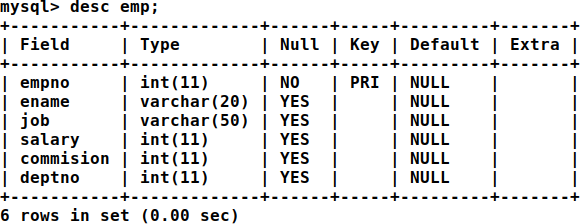 mysql> desc emp;
+-----------+-------------+------+-----+---------+-------+
| Field     | Type        | Null | Key | Default | Extra |
+-----------+-------------+------+-----+---------+-------+
| empno     | int(11)     | NO   | PRI | NULL    |       |
| ename     | varchar(20) | YES  |     | NULL    |       |
| job       | varchar(50) | YES  |     | NULL    |       |
| salary    | int(11)     | YES  |     | NULL    |       |
| commision | int(11)     | YES  |     | NULL    |       |
| deptno    | int(11)     | YES  |     | NULL    |       |
+-----------+-------------+------+-----+---------+-------+
6 rows in set (0.00 sec)